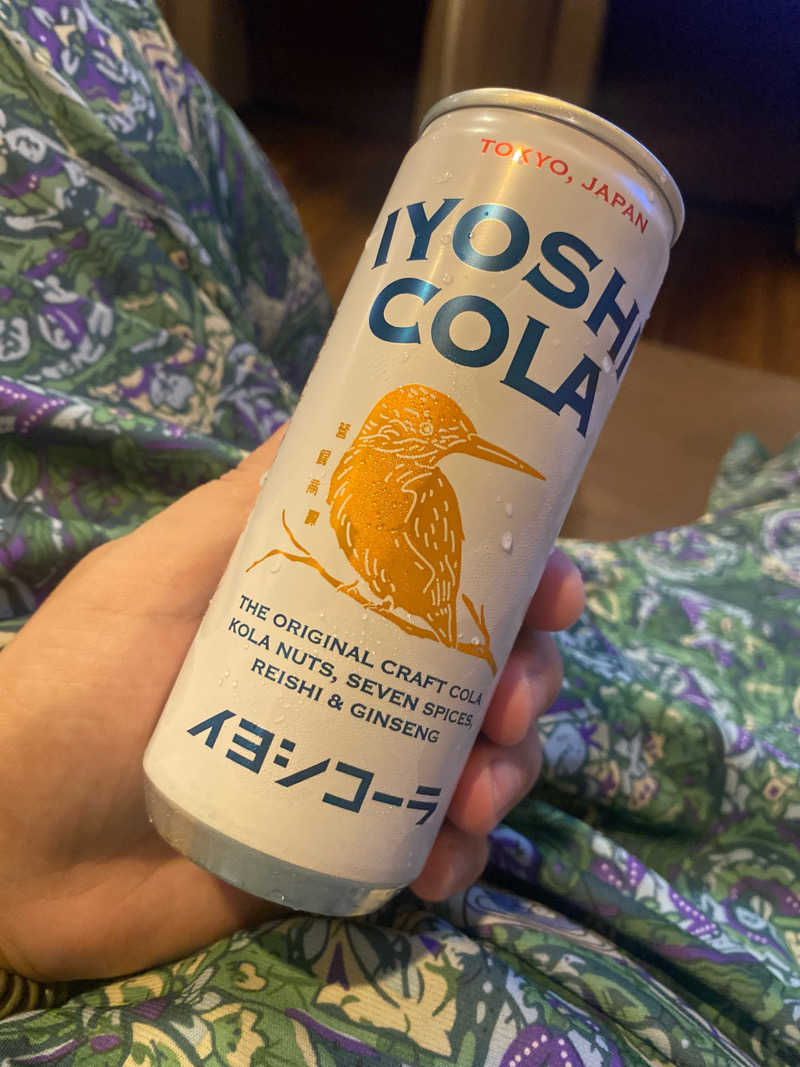 TOKYO, JAPAN
IYOSHI
COLA
THE ORIGINAL CRAFT COLA
KOLA NUTS, SEVEN SPICES,
REISHI & GINSENG
イヨシコーラ